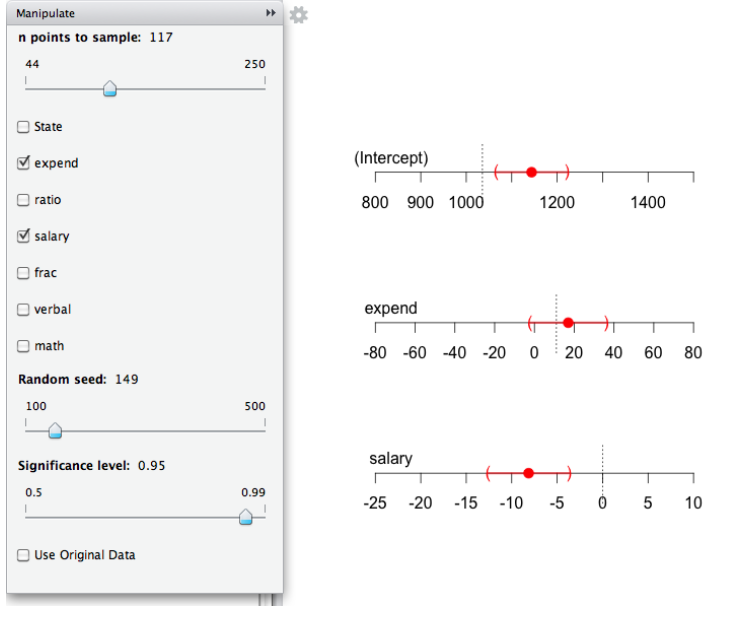 Manipulate
n points to sample: 117
44 250
State
expend
ratio
salary
frac
verbal
math
Random seed: 149
100 500
Significance level: 0.95
0.5 0.99
Use Original Data
(Intercept)
800 900 1000 1200 1400
expend
-80 -60 -40 -20 0 20 40 60 80
salary
-25 -20 -15 -10 -5 0 5 10